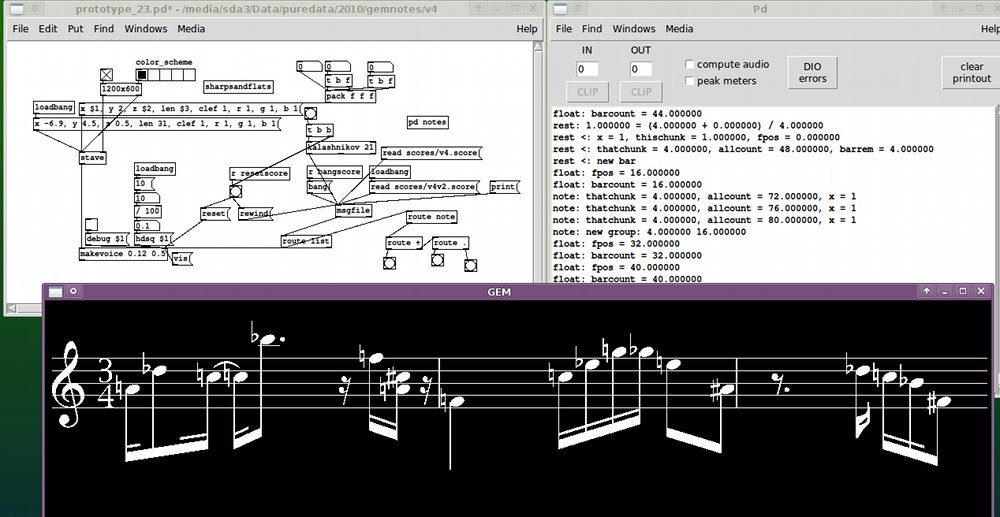 prototype_23.pd* - /media/sda3/Data/puredata/2010/gemnotes/v4
File Edit Put Find Windows Media Help
color_scheme
1200x600
sharpsandflats
0 0 0
t b f t b f
pack f f f
loadbang
x $1, y 2, z $2, len $3, clef 1, r 1, g 1, b 1
x -6.9, y 4.5, z 0.5, len 31, clef 1, r 1, g 1, b 1
pd notes
t b b
kalashnikov 21
stave
read scores/v4.score
loadbang
r resetscore
r bangscore
loadbang
10
bang
read scores/v4v2.score
print
10
/ 100
reset
rewind
msgfile
route note
0.1
debug $1
hdsq $1
route list
route +
route .
makevoice 0.12 0.5
vis
Pd
File Find Windows Media Help
IN OUT
0 0
compute audio
peak meters
CLIP CLIP
DIO
errors
clear
printout
float: barcount = 44.000000
rest: 1.000000 = (4.000000 + 0.000000) / 4.000000
rest <: x = 1, thischunk = 1.000000, fpos = 0.000000
rest <: thatchunk = 4.000000, allcount = 48.000000, barrem = 4.000000
rest <: new bar
float: fpos = 16.000000
float: barcount = 16.000000
note: thatchunk = 4.000000, allcount = 72.000000, x = 1
note: thatchunk = 4.000000, allcount = 76.000000, x = 1
note: thatchunk = 4.000000, allcount = 80.000000, x = 1
note: new group: 4.000000 16.000000
float: fpos = 32.000000
float: barcount = 32.000000
float: fpos = 40.000000
float: barcount = 40.000000
GEM
3
4